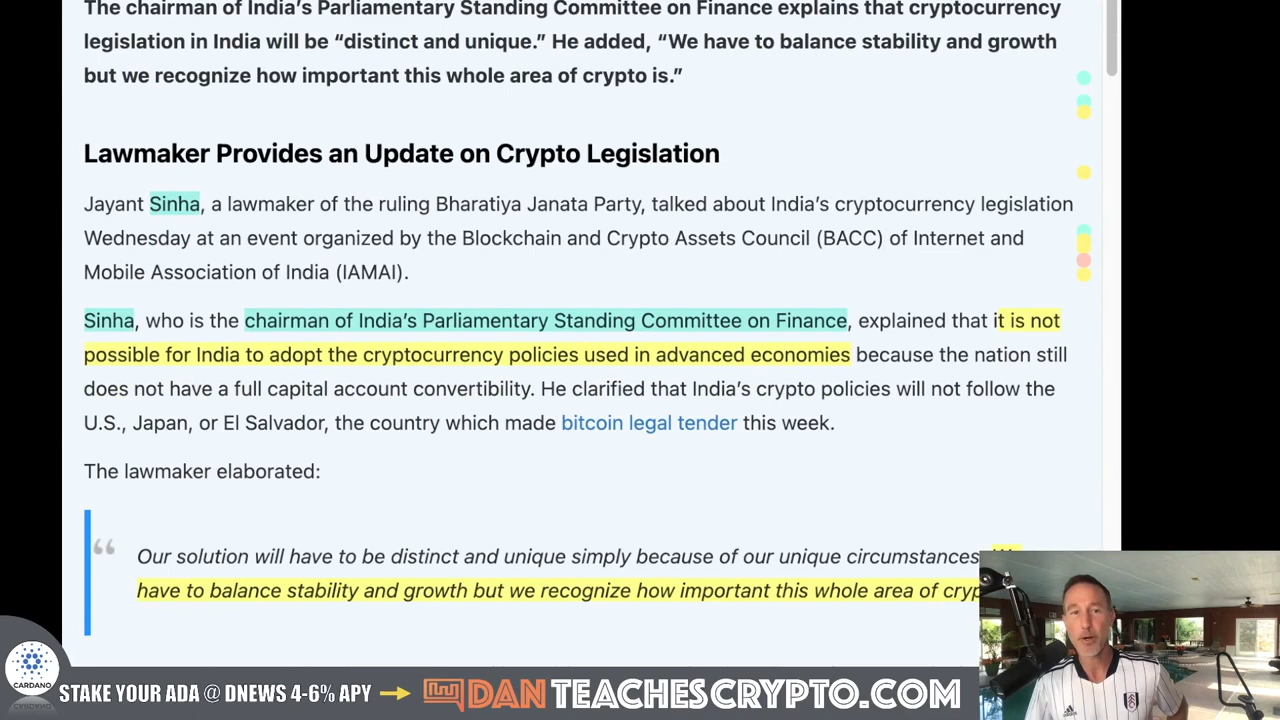 The chairman of India’s Parliamentary Standing Committee on Finance explains that cryptocurrency
legislation in India will be “distinct and unique.” He added, “We have to balance stability and growth
but we recognize how important this whole area of crypto is.”
Lawmaker Provides an Update on Crypto Legislation
Jayant Sinha, a lawmaker of the ruling Bharatiya Janata Party, talked about India’s cryptocurrency legislation
Wednesday at an event organized by the Blockchain and Crypto Assets Council (BACC) of Internet and
Mobile Association of India (IAMAI).
Sinha, who is the chairman of India’s Parliamentary Standing Committee on Finance, explained that it is not
possible for India to adopt the cryptocurrency policies used in advanced economies because the nation still
does not have a full capital account convertibility. He clarified that India’s crypto policies will not follow the
U.S., Japan, or El Salvador, the country which made bitcoin legal tender this week.
The lawmaker elaborated:
“
Our solution will have to be distinct and unique simply because of our unique circumstances
have to balance stability and growth but we recognize how important this whole area of
CARDANO
STAKE YOUR ADA @ DNEWS 4-6% APY
DANTEACHESCRYPTO.COM
adidas